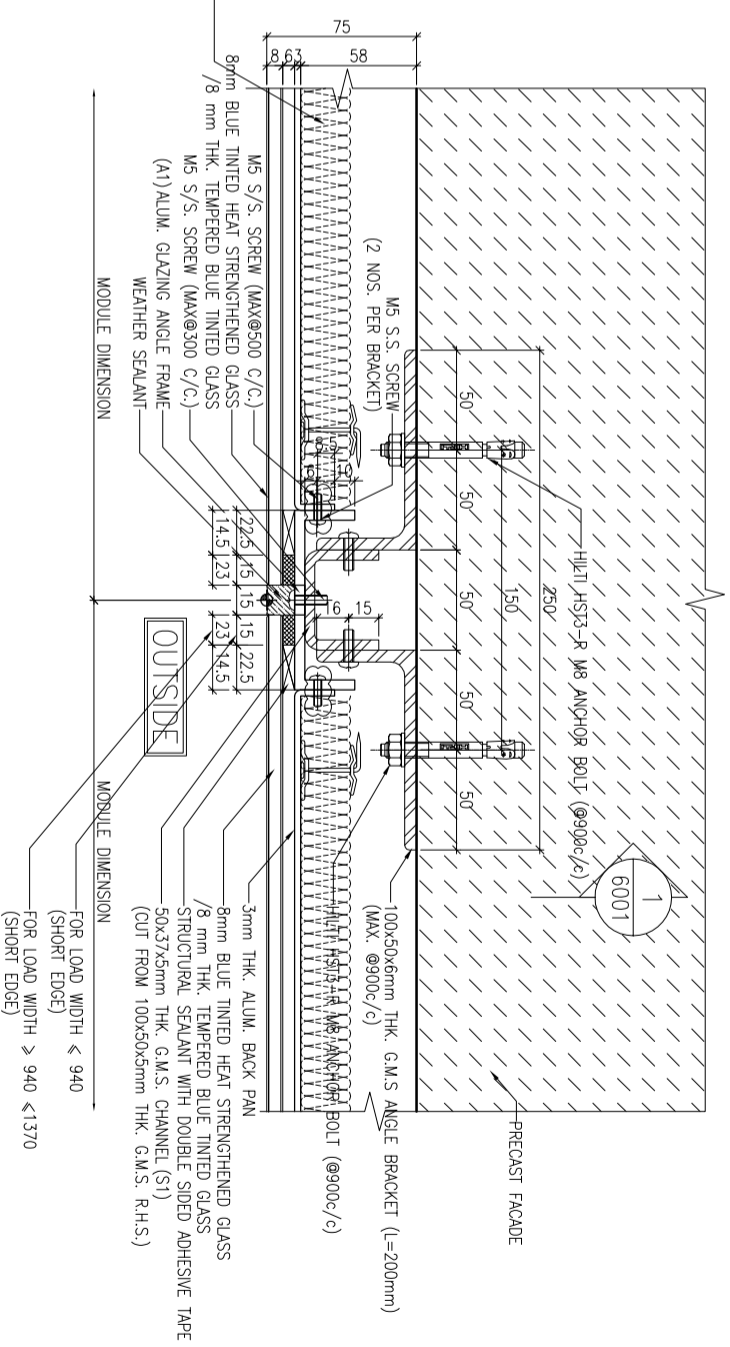 75
8 6 3
58
8mm BLUE TINTED HEAT STRENGTHENED GLASS
/8 mm THK. TEMPERED BLUE TINTED GLASS
M5 S/S. SCREW (MAX@500 C/C.)
M5 S/S. SCREW (MAX@300 C/C.)
(A1)ALUM. GLAZING ANGLE FRAME
WEATHER SEALANT
MODULE DIMENSION
M5 S.S. SCREW
(2 NOS. PER BRACKET)
HILTI HST3-R M8 ANCHOR BOLT (@900c/c)
50
50
50
50
50
150
250
16
15
22.5
15
15
15
22.5
14.5
23
23
14.5
OUTSIDE
MODULE DIMENSION
1
6001
PRECAST FACADE
100x50x6mm THK. G.M.S ANGLE BRACKET (L=200mm)
(MAX. @900c/c)
HILTI HST3-R M8 ANCHOR BOLT (@900c/c)
3mm THK. ALUM. BACK PAN
8mm BLUE TINTED HEAT STRENGTHENED GLASS
/8 mm THK. TEMPERED BLUE TINTED GLASS
STRUCTURAL SEALANT WITH DOUBLE SIDED ADHESIVE TAPE
50x37x5mm THK. G.M.S. CHANNEL (S1)
(CUT FROM 100x50x5mm THK. G.M.S. R.H.S.)
FOR LOAD WIDTH ⩽ 940
(SHORT EDGE)
FOR LOAD WIDTH ⩾ 940 ⩽1370
(SHORT EDGE)